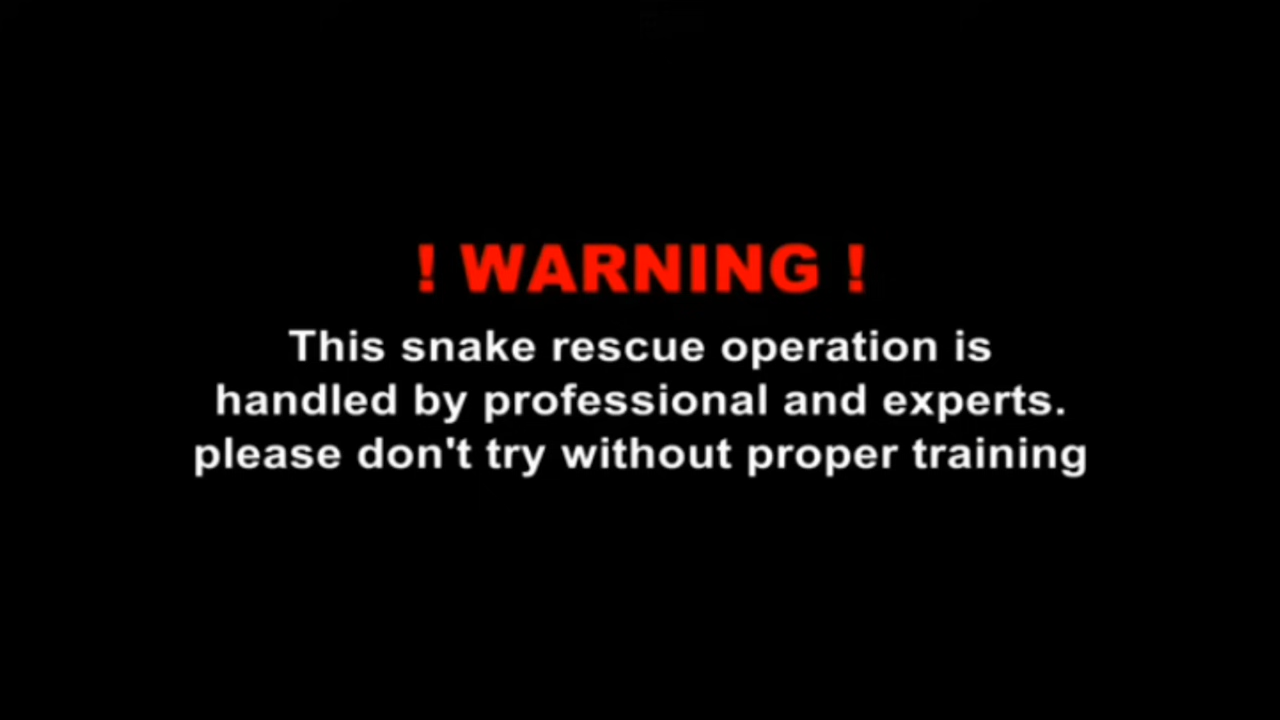 ! WARNING !
This snake rescue operation is
handled by professional and experts.
please don't try without proper training